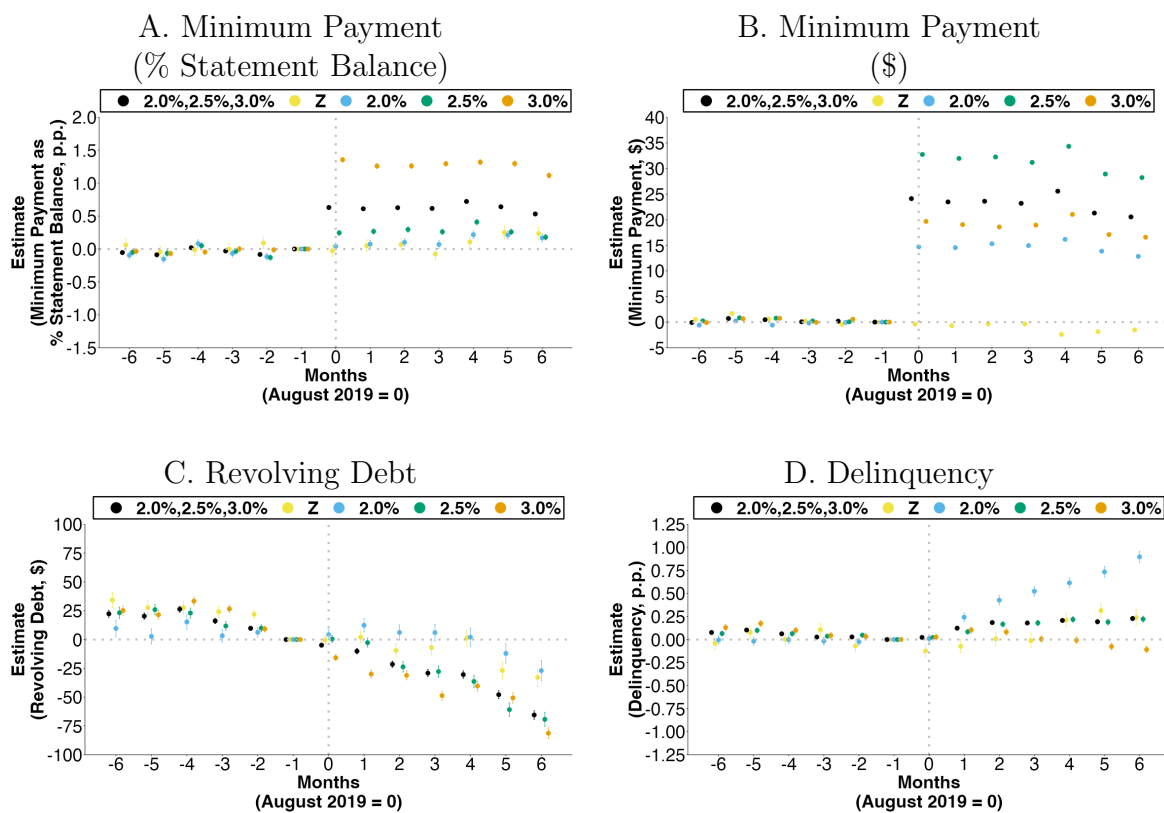 A. Minimum Payment
(% Statement Balance)
2.0%,2.5%,3.0% Z 2.0% 2.5% 3.0%
Estimate
(Minimum Payment as
% Statement Balance, p.p.)
2.0
1.5
1.0
0.5
0.0
-0.5
-1.0
-1.5
-6 -5 -4 -3 -2 -1 0 1 2 3 4 5 6
Months
(August 2019 = 0)
B. Minimum Payment
($)
2.0%,2.5%,3.0% Z 2.0% 2.5% 3.0%
Estimate
(Minimum Payment, $)
40
35
30
25
20
15
10
5
0
-5
-6 -5 -4 -3 -2 -1 0 1 2 3 4 5 6
Months
(August 2019 = 0)
C. Revolving Debt
2.0%,2.5%,3.0% Z 2.0% 2.5% 3.0%
Estimate
(Revolving Debt, $)
100
75
50
25
0
-25
-50
-75
-100
-6 -5 -4 -3 -2 -1 0 1 2 3 4 5 6
Months
(August 2019 = 0)
D. Delinquency
2.0%,2.5%,3.0% Z 2.0% 2.5% 3.0%
Estimate
(Delinquency, p.p.)
1.25
1.00
0.75
0.50
0.25
0.00
-0.25
-0.50
-0.75
-1.00
-1.25
-6 -5 -4 -3 -2 -1 0 1 2 3 4 5 6
Months
(August 2019 = 0)